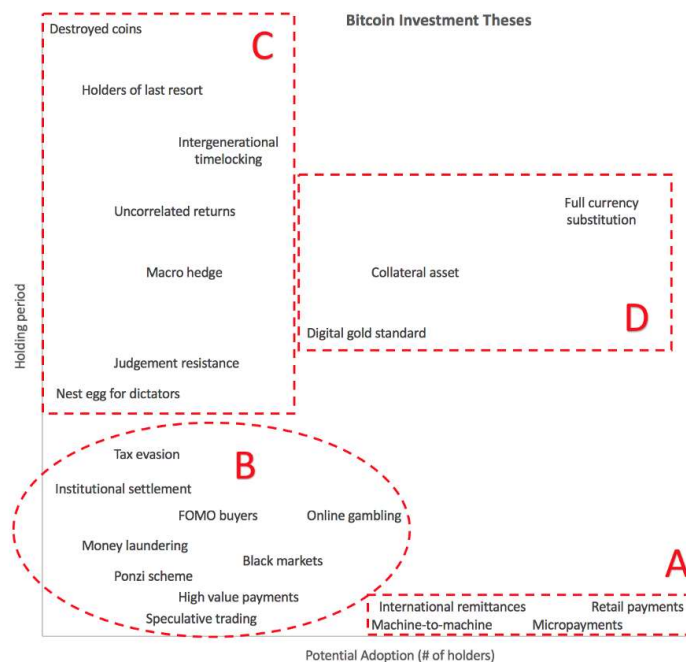 Bitcoin Investment Theses
Destroyed coins
C
Holders of last resort
Intergenerational
timelocking
Uncorrelated returns
Full currency
substitution
Macro hedge
Collateral asset
D
Digital gold standard
Holding period
Judgement resistance
Nest egg for dictators
Tax evasion
B
Institutional settlement
FOMO buyers
Online gambling
Money laundering
Black markets
Ponzi scheme
A
High value payments
International remittances
Retail payments
Speculative trading
Machine-to-machine
Micropayments
Potential Adoption (# of holders)